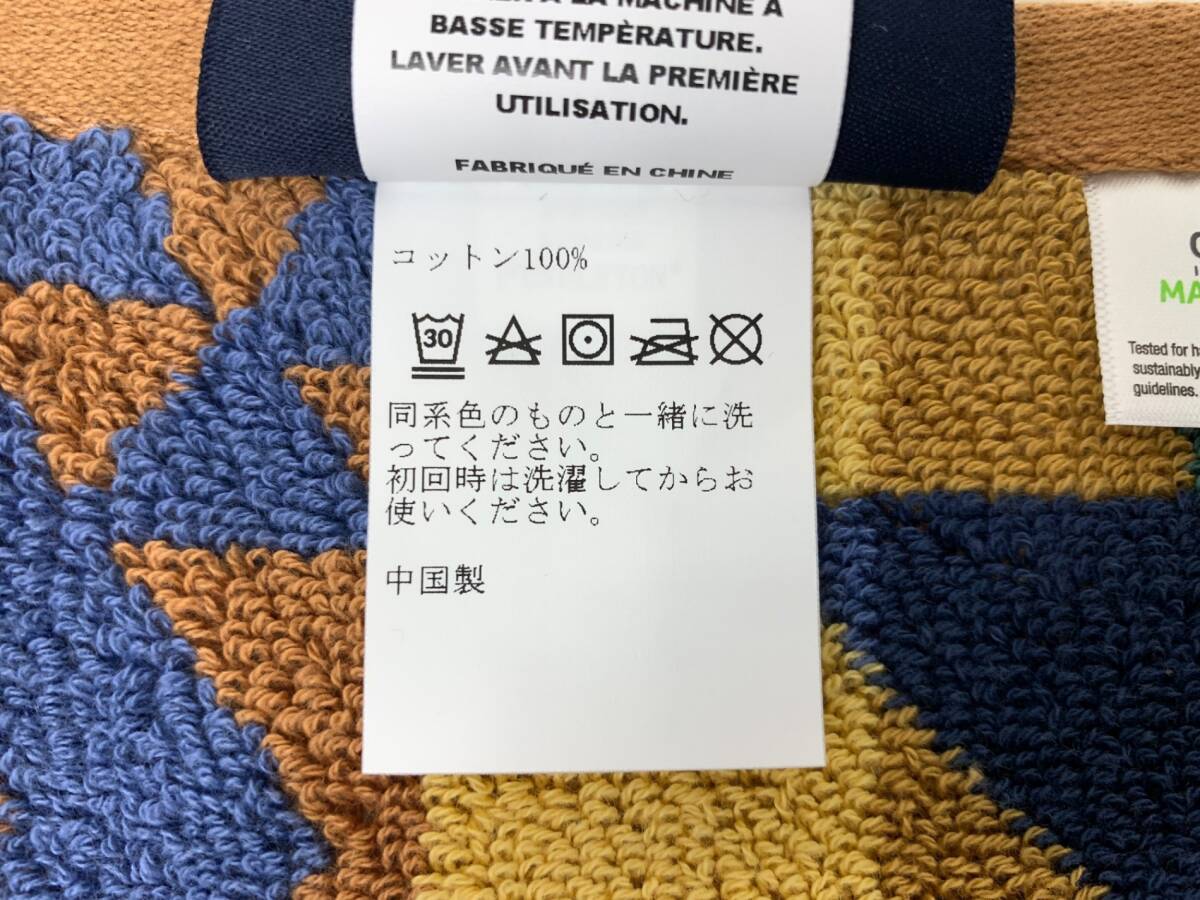 À LA MACHINE À
BASSE TEMPÈRATURE.
LAVER AVANT LA PREMIÈRE
UTILISATION.
FABRIQUÉ EN CHINE
コットン100%
30
同系色のものと一緒に洗
ってください。
初回時は洗濯してからお
使いください。
中国製
Tested for
sustainably
guidelines.